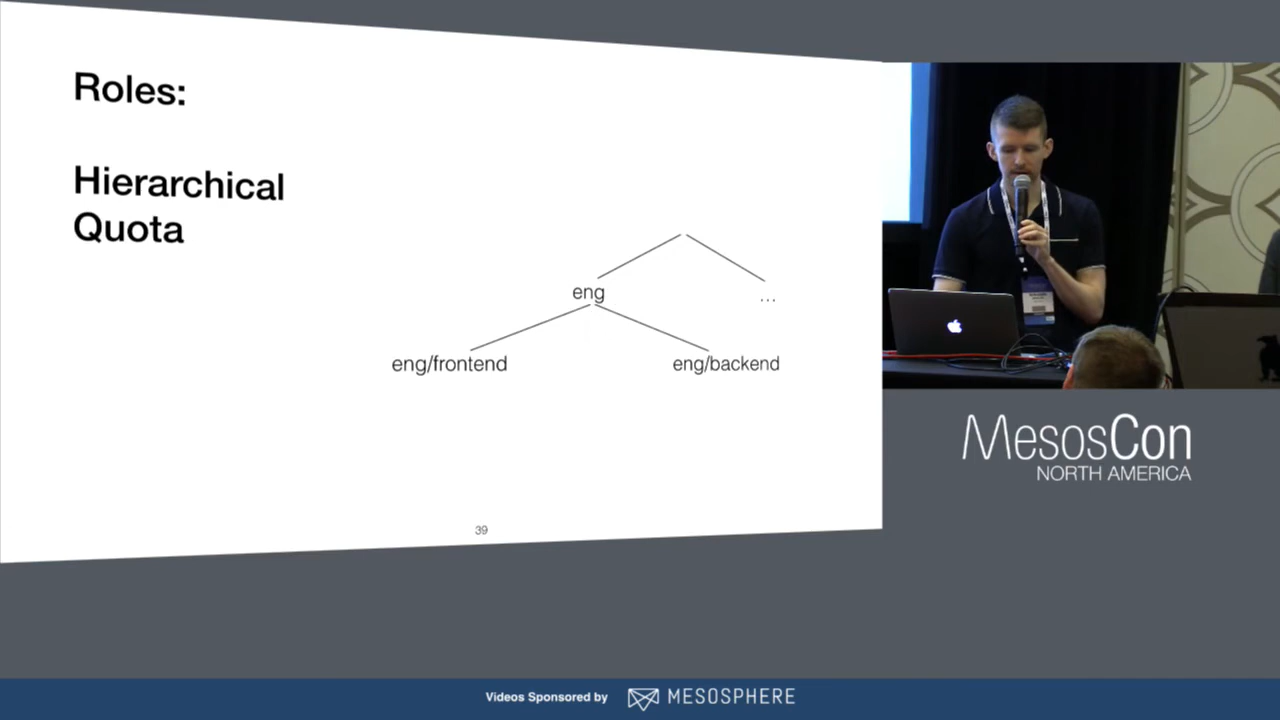 Roles:
Hierarchical
Quota
eng
...
eng/frontend
eng/backend
39
MesosCon
NORTH AMERICA
Videos Sponsored by
MESOSPHERE